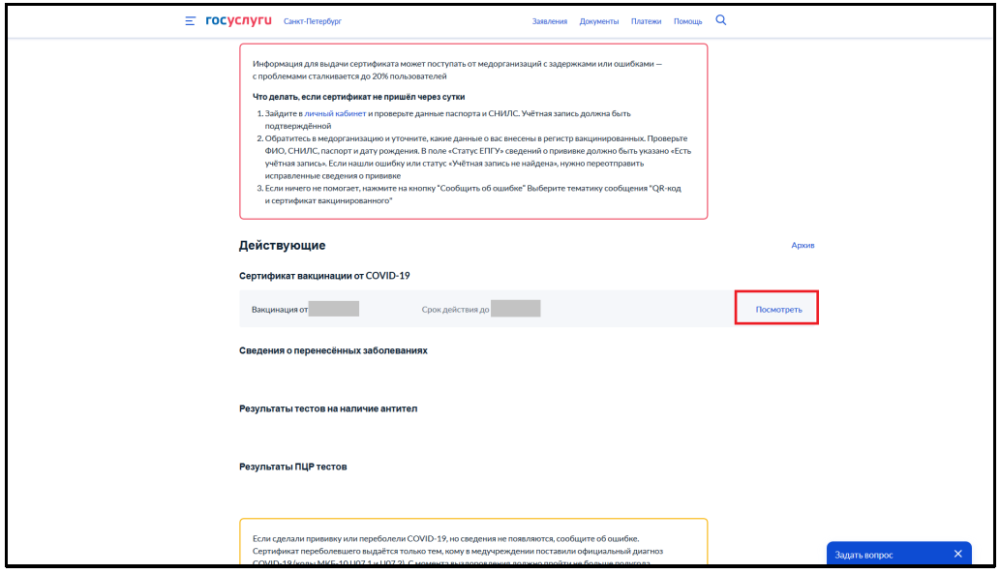 госуслуги Санкт-Петербург Заявления Документы Платежи Помощь
Информация для выдачи сертификата может поступать от медорганизаций с задержками или ошибками —
с проблемами сталкивается до 20% пользователей
Что делать, если сертификат не пришёл через сутки
1. Зайдите в личный кабинет и проверьте данные паспорта и СНИЛС. Учётная запись должна быть
подтверждённой
2. Обратитесь в медорганизацию и уточните, какие данные о вас внесены в регистр вакцинированных. Проверьте
ФИО, СНИЛС, паспорт и дату рождения. В поле «Статус ЕПГУ» сведений о прививке должно быть указано «Есть
учётная запись». Если нашли ошибку или статус «Учётная запись не найдена», нужно переотправить
исправленные сведения о прививке
3. Если ничего не помогает, нажмите на кнопку "Сообщить об ошибке" Выберите тематику сообщения "QR-код
и сертификат вакцинированного"
Действующие Архив
Сертификат вакцинации от COVID-19
Вакцинация от Срок действия до Посмотреть
Сведения о перенесённых заболеваниях
Результаты тестов на наличие антител
Результаты ПЦР тестов
Если сделали прививку или переболели COVID-19, но сведения не появляются, сообщите об ошибке.
Сертификат переболевшего выдаётся только тем, кому в медучреждении поставили официальный диагноз
COVID-19 (коды МКБ-10 U07.1 и U07.2). С момента выздоровления должно пройти не больше полугода
Задать вопрос